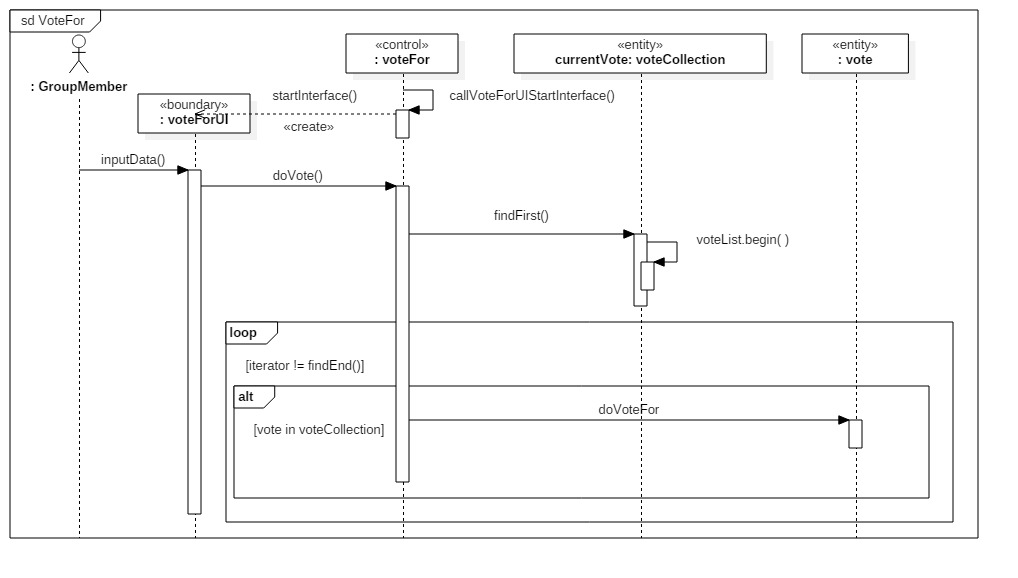 sd VoteFor
«control»
: voteFor
«entity»
currentVote: voteCollection
«entity»
: vote
: GroupMember
«boundary»
: voteForUI
startInterface()
callVoteForUIStartInterface()
«create»
inputData()
doVote()
findFirst()
voteList.begin( )
loop
[iterator != findEnd()]
alt
doVoteFor
[vote in voteCollection]